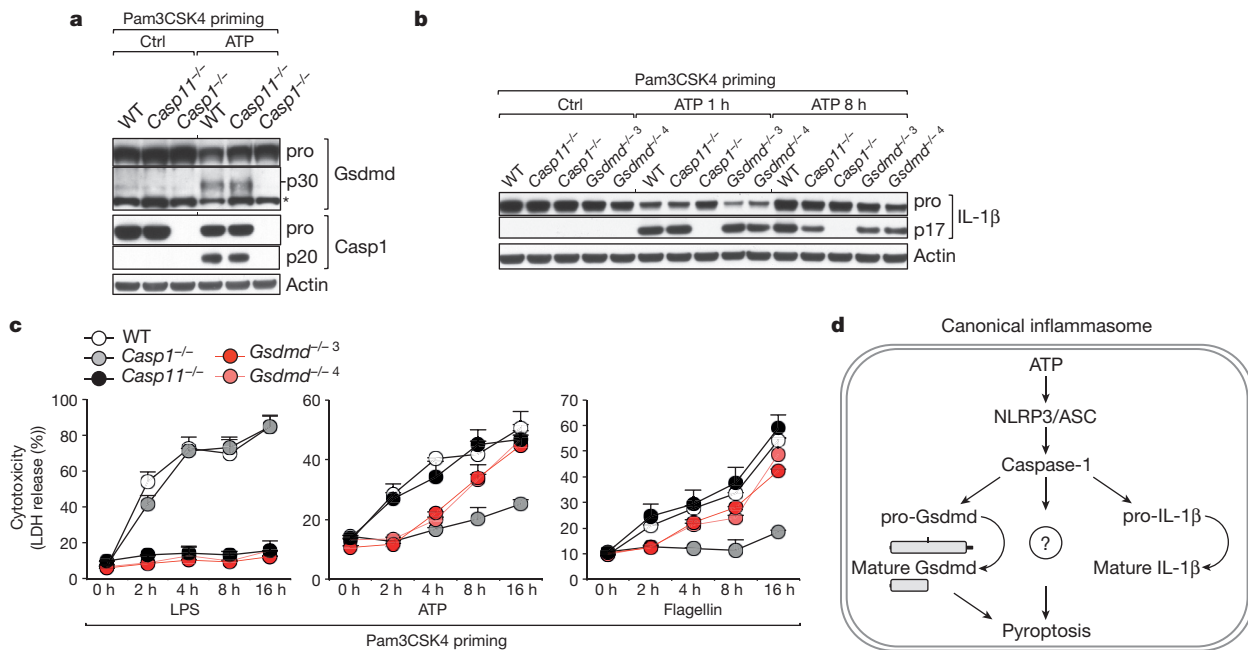 a
Pam3CSK4 priming
Ctrl ATP
WT Casp11−/− Casp1−/− WT Casp11−/− Casp1−/−
pro
p30
*
Gsdmd
pro
p20
Casp1
Actin
b
Pam3CSK4 priming
Ctrl ATP 1 h ATP 8 h
WT Casp11−/− Casp1−/− Gsdmd−/− 3 Gsdmd−/− 4 WT Casp11−/− Casp1−/− Gsdmd−/− 3 Gsdmd−/− 4 WT Casp11−/− Casp1−/− Gsdmd−/− 3 Gsdmd−/− 4
pro
p17
IL-1β
Actin
c
WT
Casp1−/−
Casp11−/−
Gsdmd−/− 3
Gsdmd−/− 4
Cytotoxicity
(LDH release (%))
100
80
60
40
20
0
0 h 2 h 4 h 8 h 16 h
LPS
60
40
20
0
0 h 2 h 4 h 8 h 16 h
ATP
70
60
50
40
30
20
10
0
0 h 2 h 4 h 8 h 16 h
Flagellin
Pam3CSK4 priming
d
Canonical inflammasome
ATP
NLRP3/ASC
Caspase-1
pro-Gsdmd
?
pro-IL-1β
Mature Gsdmd
Mature IL-1β
Pyroptosis